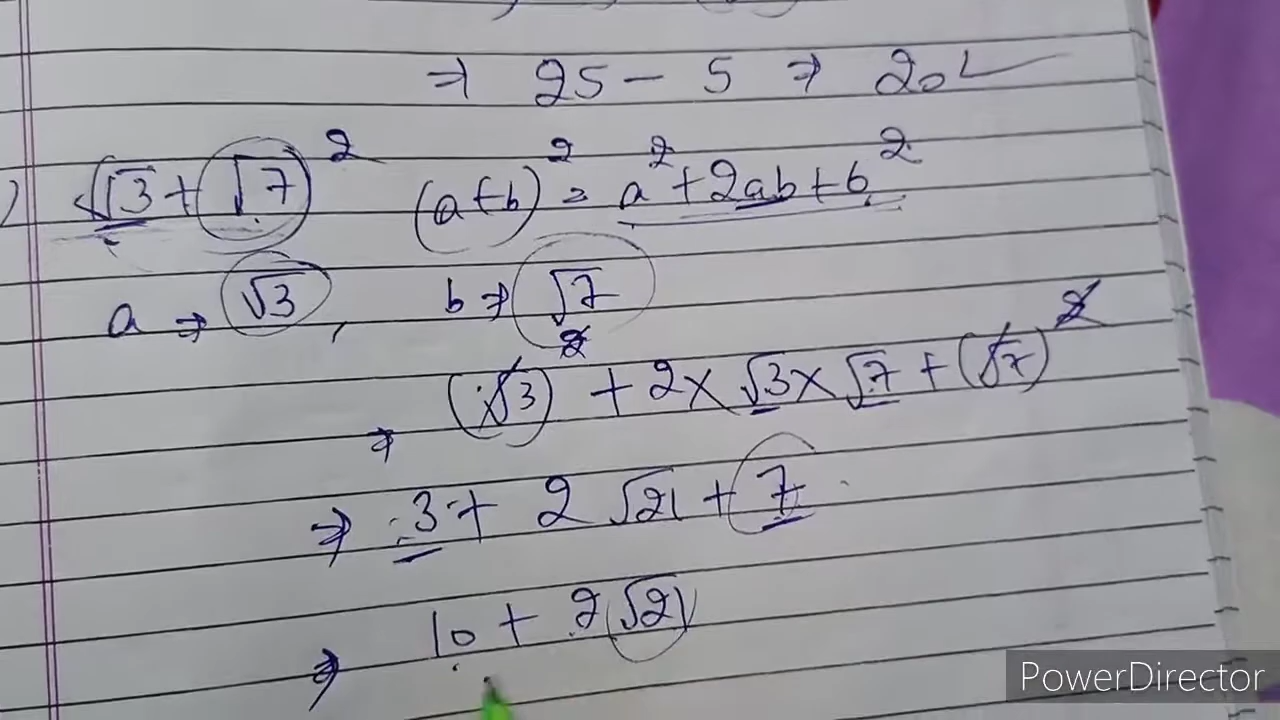 ⇒ 25 - 5 ⇒ 20
) (√3 + √7)² (a+b)² = a² + 2ab + b²
a ⇒ √3, b ⇒ √7
⇒ (√3)² + 2 × √3 × √7 + (√7)²
⇒ 3 + 2 √21 + 7
⇒ 10 + 2 √21
PowerDirector